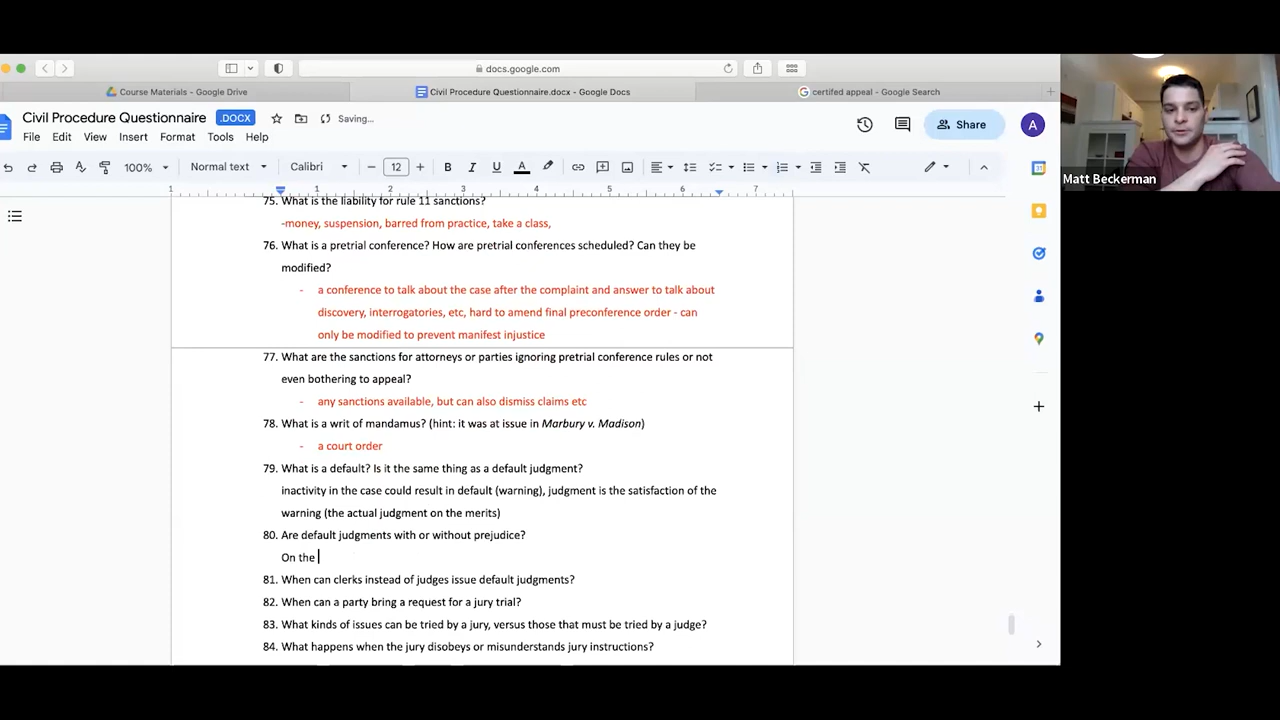 docs.google.com
Course Materials - Google Drive
Civil Procedure Questionnaire.docx - Google Docs
certifed appeal - Google Search
Civil Procedure Questionnaire
.DOCX
Saving...
File Edit View Insert Format Tools Help
Share
A
100%
Normal text
Calibri
12
B I U A
1 1 2 3 4 5 6 7
75. What is the liability for rule 11 sanctions?
-money, suspension, barred from practice, take a class,
76. What is a pretrial conference? How are pretrial conferences scheduled? Can they be
modified?
- a conference to talk about the case after the complaint and answer to talk about
discovery, interrogatories, etc, hard to amend final preconference order - can
only be modified to prevent manifest injustice
77. What are the sanctions for attorneys or parties ignoring pretrial conference rules or not
even bothering to appeal?
- any sanctions available, but can also dismiss claims etc
78. What is a writ of mandamus? (hint: it was at issue in Marbury v. Madison)
- a court order
79. What is a default? Is it the same thing as a default judgment?
inactivity in the case could result in default (warning), judgment is the satisfaction of the
warning (the actual judgment on the merits)
80. Are default judgments with or without prejudice?
On the
81. When can clerks instead of judges issue default judgments?
82. When can a party bring a request for a jury trial?
83. What kinds of issues can be tried by a jury, versus those that must be tried by a judge?
84. What happens when the jury disobeys or misunderstands jury instructions?
Matt Beckerman